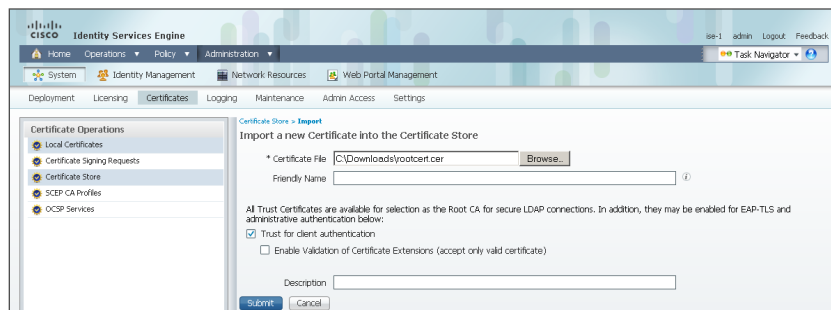 CISCO Identity Services Engine
ise-1 admin Logout Feedback
Home Operations Policy Administration
Task Navigator
System Identity Management Network Resources Web Portal Management
Deployment Licensing Certificates Logging Maintenance Admin Access Settings
Certificate Operations
Local Certificates
Certificate Signing Requests
Certificate Store
SCEP CA Profiles
OCSP Services
Certificate Store > Import
Import a new Certificate into the Certificate Store
* Certificate File C:\Downloads\rootcert.cer Browse...
Friendly Name
All Trust Certificates are available for selection as the Root CA for secure LDAP connections. In addition, they may be enabled for EAP-TLS and
administrative authentication below:
Trust for client authentication
Enable Validation of Certificate Extensions (accept only valid certificate)
Description
Submit Cancel